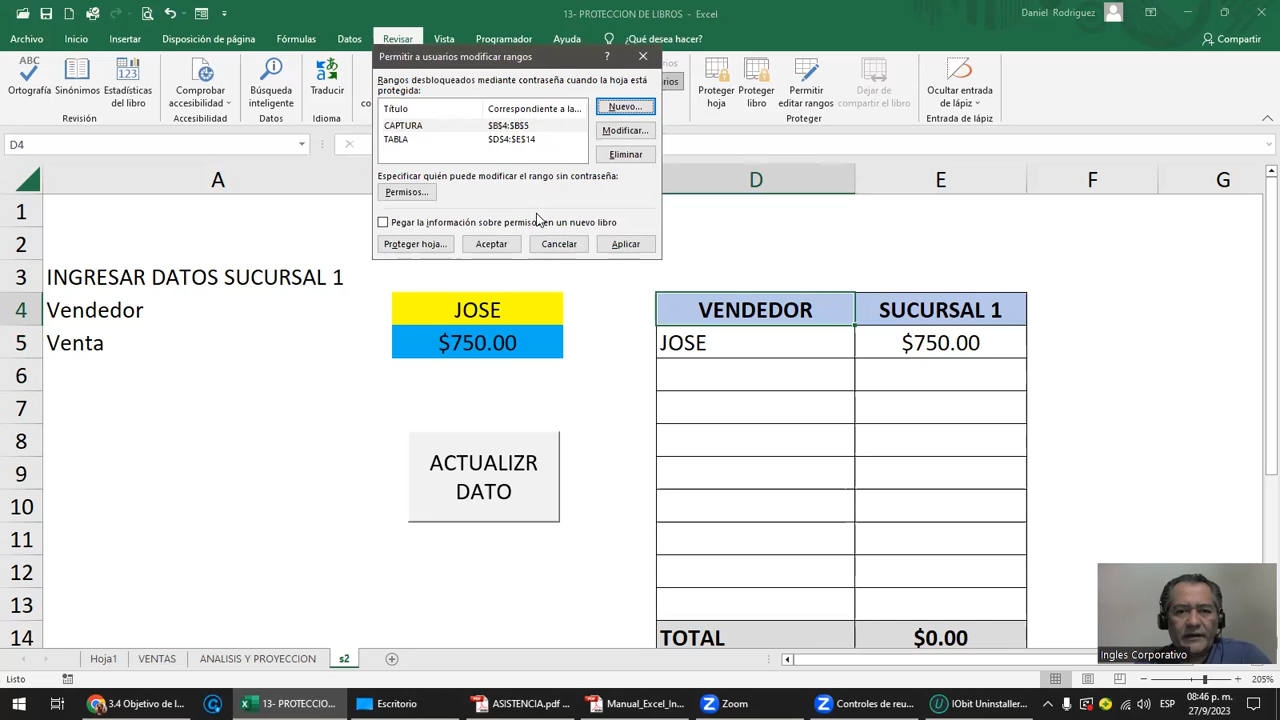 13- PROTECCION DE LIBROS - Excel
Daniel Rodriguez
Archivo Inicio Insertar Disposición de página Fórmulas Datos Revisar Vista Programador Ayuda ¿Qué desea hacer? Compartir
Permitir a usuarios modificar rangos
Rangos desbloqueados mediante contraseña cuando la hoja está
protegida:
Título Correspondiente a la...
CAPTURA $B$4:$B$5
TABLA $D$4:$E$14
Nuevo...
Modificar...
Eliminar
Especificar quién puede modificar el rango sin contraseña:
Permisos...
Pegar la información sobre permisos en un nuevo libro
Proteger hoja... Aceptar Cancelar Aplicar
ABC
123
Ortografía Sinónimos Estadísticas
del libro
Comprobar
accesibilidad
Búsqueda
inteligente
Traducir
Proteger
hoja
Proteger
libro
Permitir
editar rangos
Dejar de
compartir el libro
Ocultar entrada
de lápiz
Revisión Accesibilidad Datos Idioma Proteger Entrada de lápiz
D4
A D E F G
1
2
3 INGRESAR DATOS SUCURSAL 1
4 Vendedor JOSE VENDEDOR SUCURSAL 1
5 Venta $750.00 JOSE $750.00
6
7
8
9
10
11
12
13
14 TOTAL $0.00
ACTUALIZR
DATO
Ingles Corporativo
Hoja1 VENTAS ANALISIS Y PROYECCION s2
Listo
205%
3.4 Objetivo de l... 13- PROTECCIO... Escritorio ASISTENCIA.pdf ... Manual_Excel_In... Zoom Controles de reu... IObit Uninstaller...
08:46 p. m.
27/9/2023